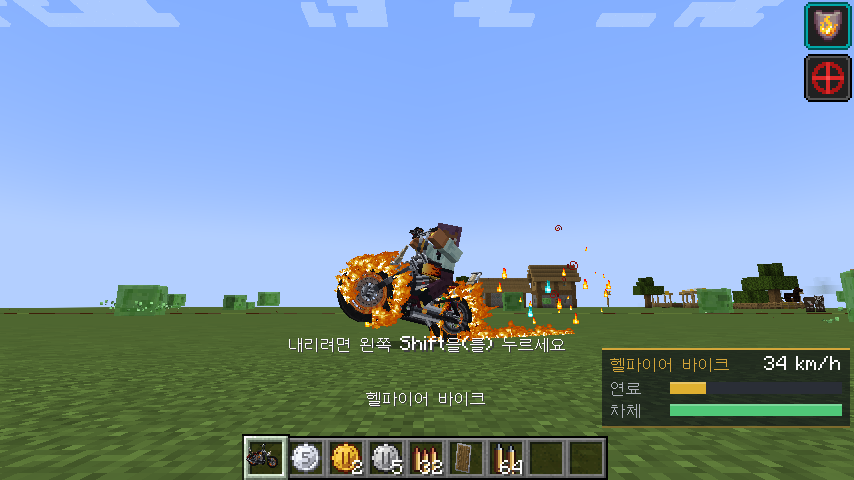 내리려면 왼쪽 Shift을(를) 누르세요
헬파이어 바이크 34 km/h
연료
차체
헬파이어 바이크
2 5 32 64